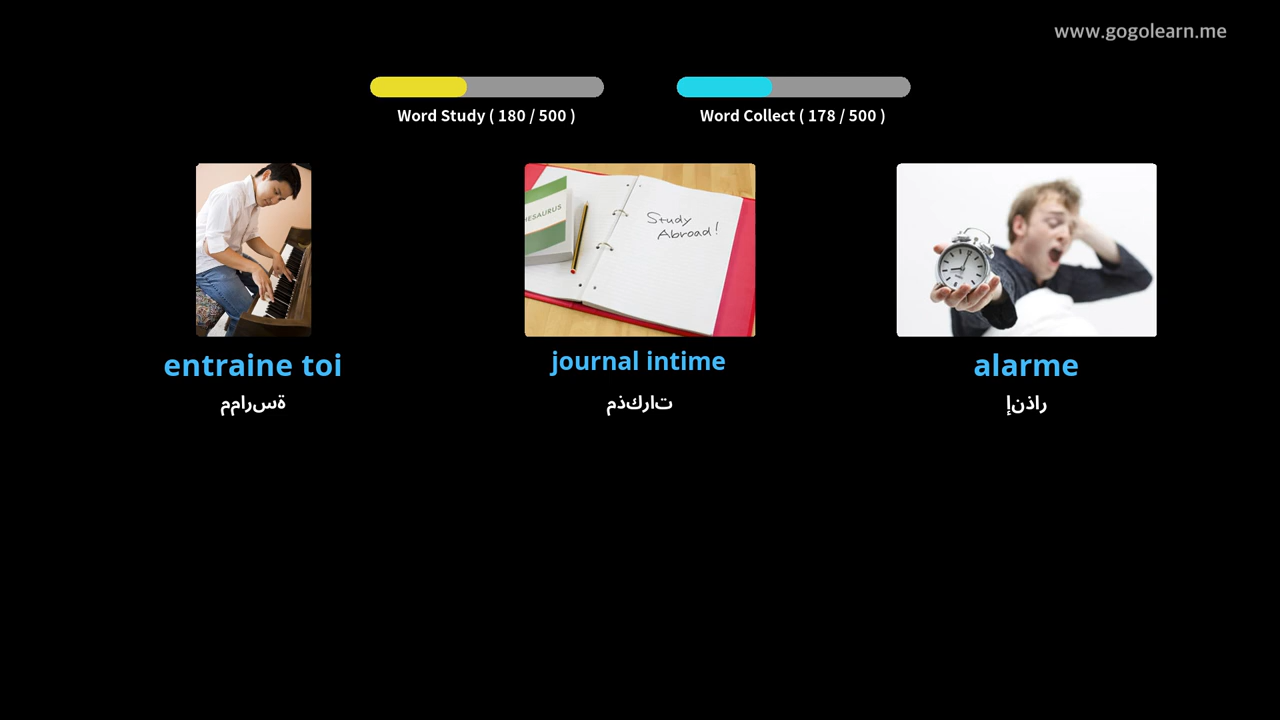 www.gogolearn.me
Word Study ( 180 / 500 )
Word Collect ( 178 / 500 )
HESAURUS
Study
Abroad!
entraine toi
journal intime
alarme
ةسرامم
تاركذم
راذنإ